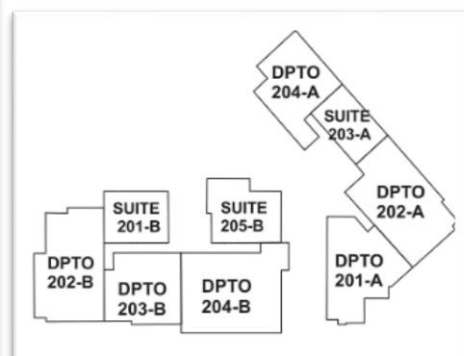 DPTO
204-A
SUITE
203-A
DPTO
202-A
DPTO
201-A
SUITE
201-B
SUITE
205-B
DPTO
202-B
DPTO
203-B
DPTO
204-B